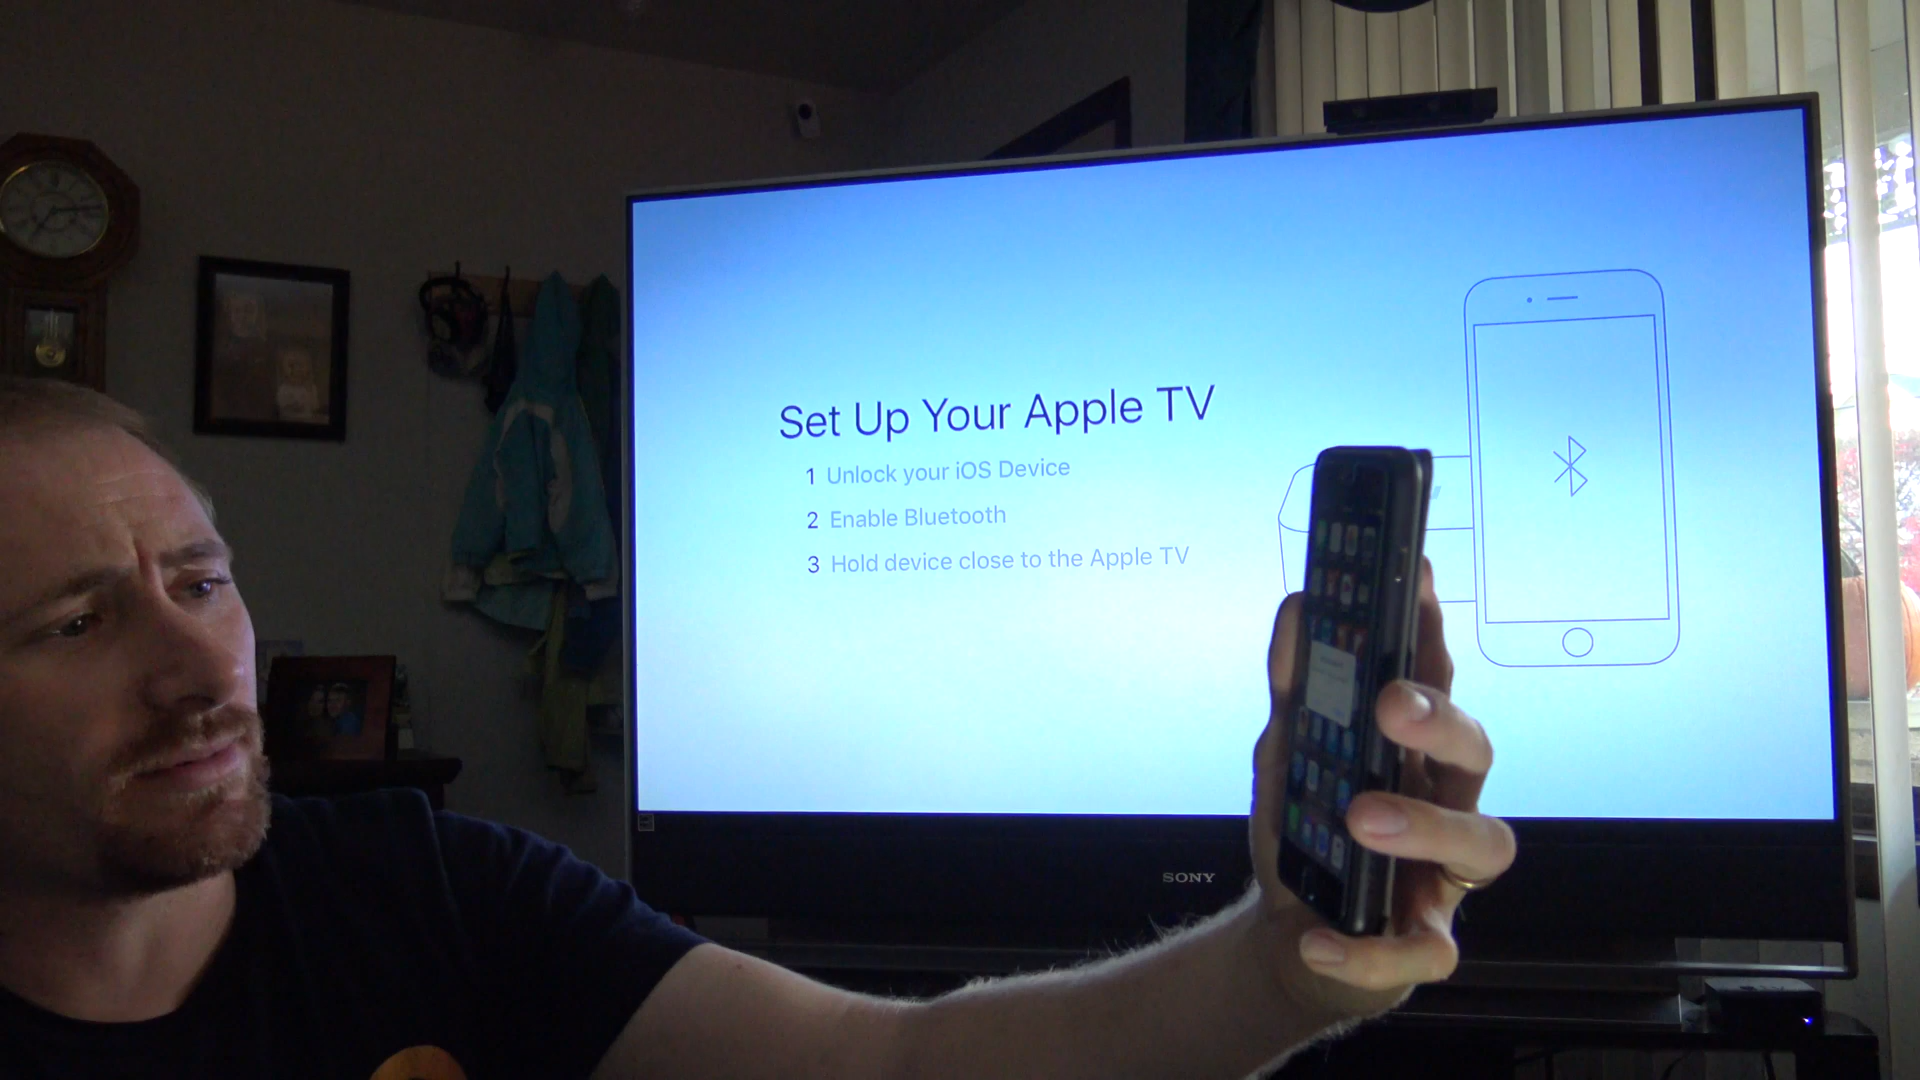 Set Up Your Apple TV
1 Unlock your iOS Device
2 Enable Bluetooth
3 Hold device close to the Apple TV
SONY